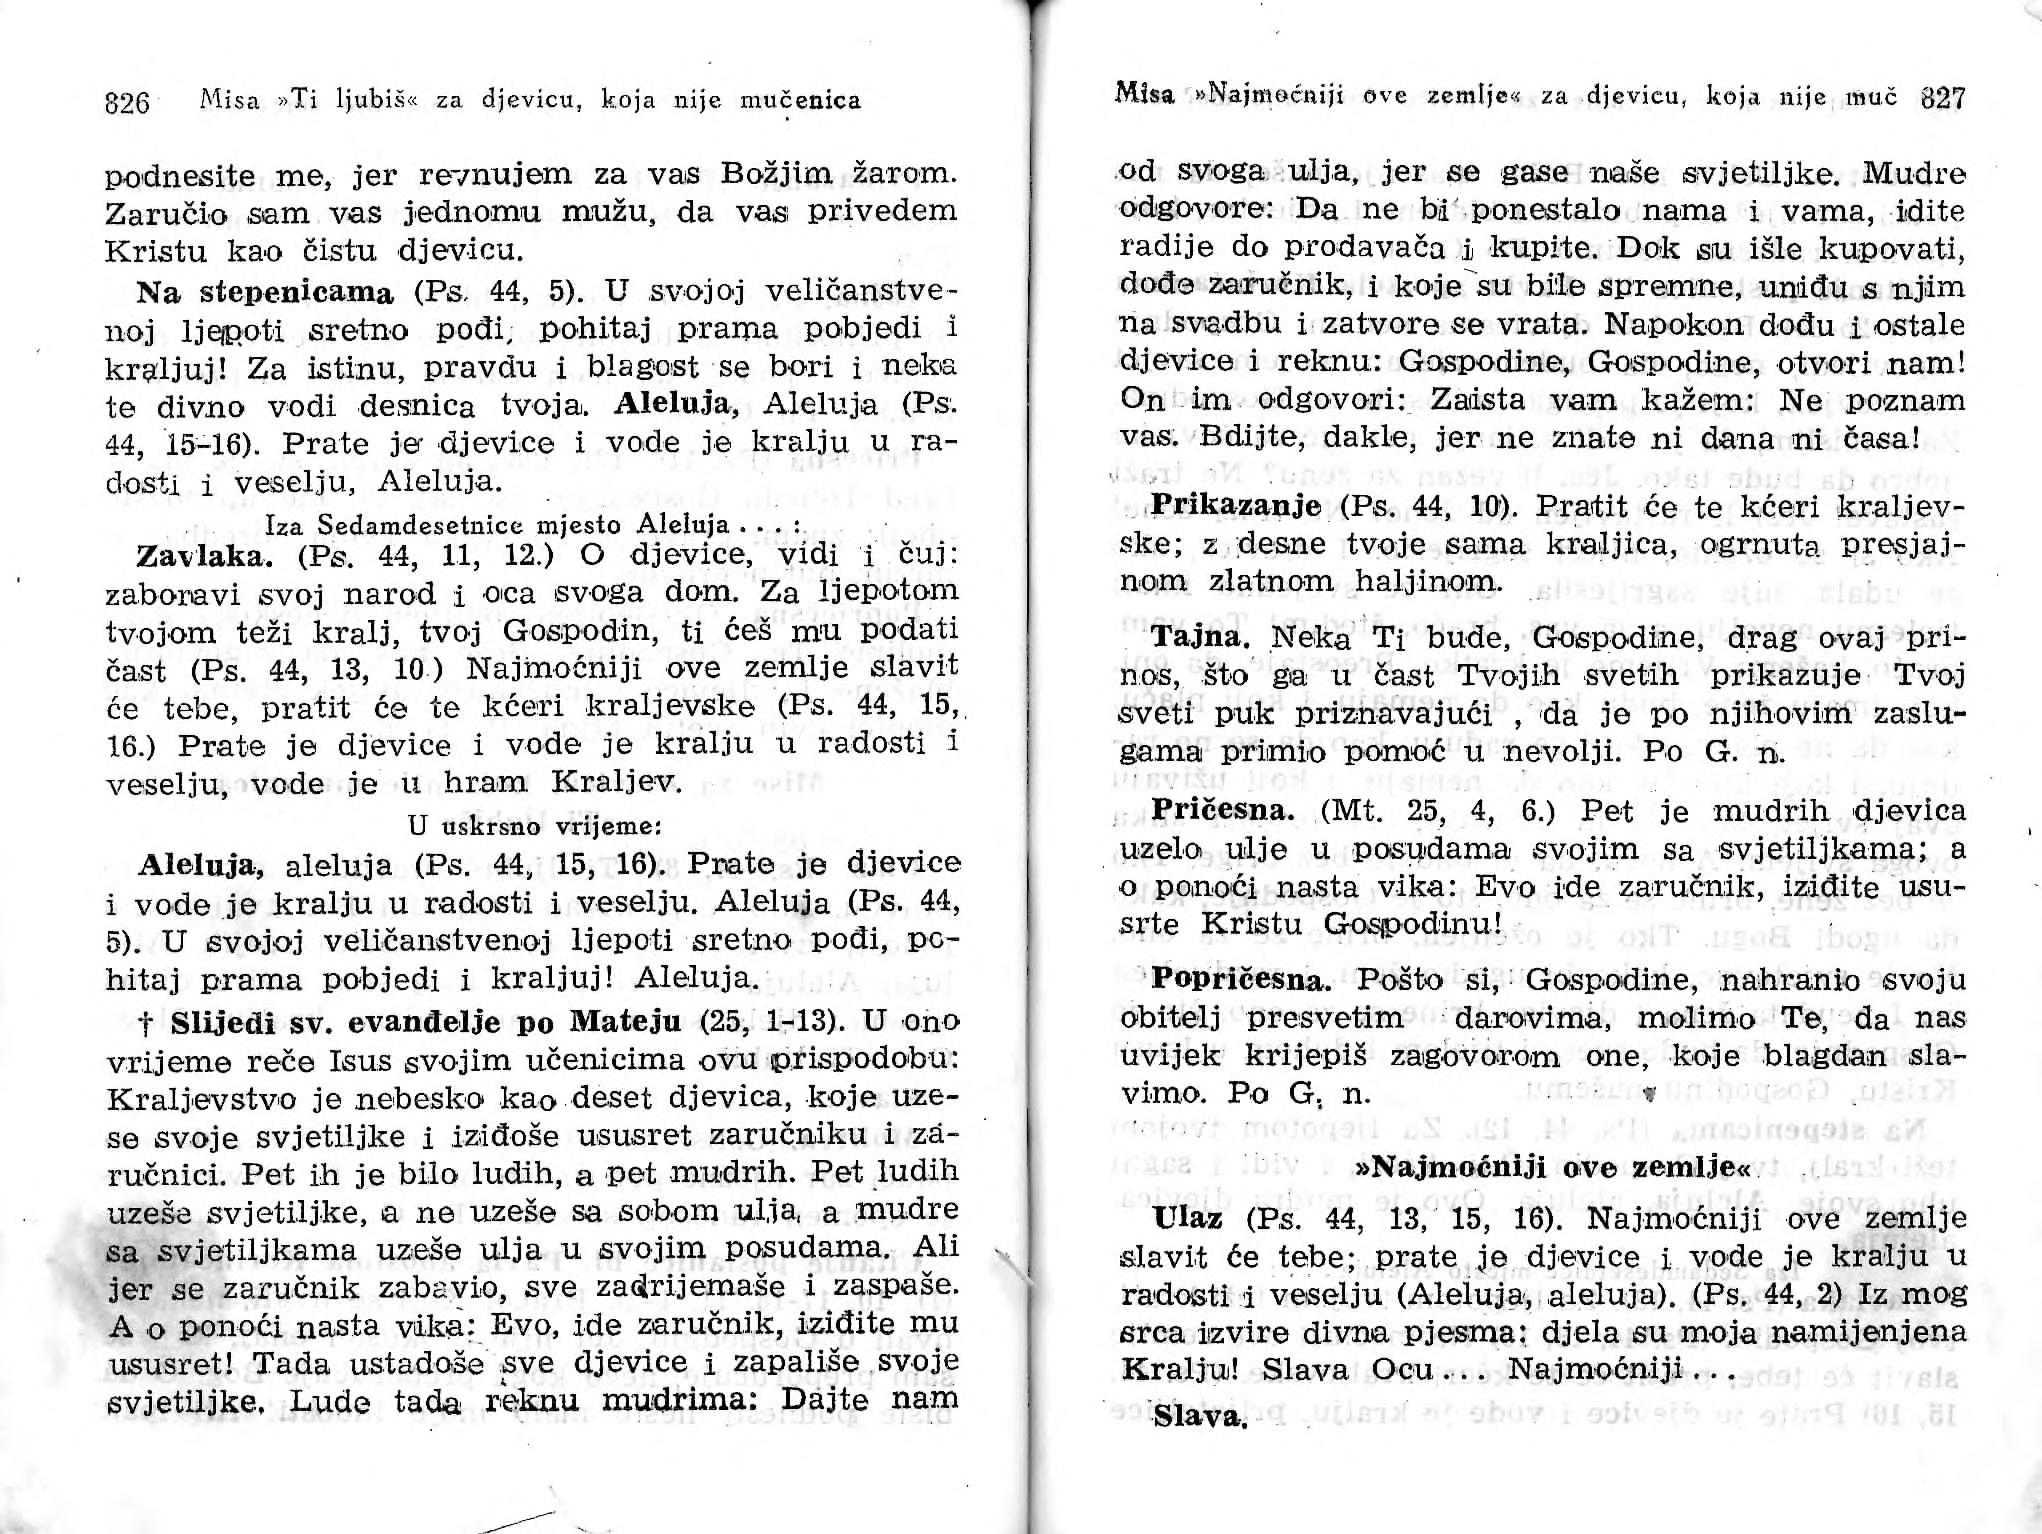 826 Misa »Ti ljubiš« za djevicu, koja nije mučenica
podnesite me, jer revnujem za vas Božjim žarom.
Zaručio sam vas jednomu mužu, da vas privedem
Kristu kao čistu djevicu.
Na stepenicama (Ps. 44, 5). U svojoj veličanstve-
noj ljepoti sretno pođi, pohitaj prama pobjedi i
kraljuj! Za istinu, pravdu i blagost se bori i neka
te divno vodi desnica tvoja. Aleluja, Aleluja (Ps.
44, 15-16). Prate je djevice i vode je kralju u ra-
dosti i veselju, Aleluja.
Iza Sedamdesetnice mjesto Aleluja . . . :
Zavlaka. (Ps. 44, 11, 12.) O djevice, vidi i čuj:
zaboravi svoj narod i oca svoga dom. Za ljepotom
tvojom teži kralj, tvoj Gospodin, ti ćeš mu podati
čast (Ps. 44, 13, 10.) Najmoćniji ove zemlje slavit
će tebe, pratit će te kćeri kraljevske (Ps. 44, 15,
16.) Prate je djevice i vode je kralju u radosti i
veselju, vode je u hram Kraljev.
U uskrsno vrijeme:
Aleluja, aleluja (Ps. 44, 15, 16). Prate je djevice
i vode je kralju u radosti i veselju. Aleluja (Ps. 44,
5). U svojoj veličanstvenoj ljepoti sretno pođi, po-
hitaj prama pobjedi i kraljuj! Aleluja.
† Slijedi sv. evanđelje po Mateju (25, 1-13). U ono
vrijeme reče Isus svojim učenicima ovu prispodobu:
Kraljevstvo je nebesko kao deset djevica, koje uze-
se svoje svjetiljke i iziđoše ususret zaručniku i za-
ručnici. Pet ih je bilo ludih, a pet mudrih. Pet ludih
uzeše svjetiljke, a ne uzeše sa sobom ulja, a mudre
sa svjetiljkama uzeše ulja u svojim posudama. Ali
jer se zaručnik zabavio, sve zadrijemaše i zaspaše.
A o ponoći nasta vika: Evo, ide zaručnik, iziđite mu
ususret! Tada ustadoše sve djevice i zapališe svoje
svjetiljke. Lude tada reknu mudrima: Dajte nam
Misa »Najmoćniji ove zemlje« za djevicu, koja nije muč 827
od svoga ulja, jer se gase naše svjetiljke. Mudre
odgovore: Da ne bi ponestalo nama i vama, idite
radije do prodavača i kupite. Dok su išle kupovati,
dođe zaručnik, i koje su bile spremne, uniđu s njim
na svadbu i zatvore se vrata. Napokon dođu i ostale
djevice i reknu: Gospodine, Gospodine, otvori nam!
On im odgovori: Zaista vam kažem: Ne poznam
vas. Bdijte, dakle, jer ne znate ni dana ni časa!
Prikazanje (Ps. 44, 10). Pratit će te kćeri kraljev-
ske; z desne tvoje sama kraljica, ogrnuta presjaj-
nom zlatnom haljinom.
Tajna. Neka Ti bude, Gospodine, drag ovaj pri-
nos, što ga u čast Tvojih svetih prikazuje Tvoj
sveti puk priznavajući , da je po njihovim zaslu-
gama primio pomoć u nevolji. Po G. n.
Pričesna. (Mt. 25, 4, 6.) Pet je mudrih djevica
uzelo ulje u posudama svojim sa svjetiljkama; a
o ponoći nasta vika: Evo ide zaručnik, iziđite usu-
srte Kristu Gospodinu!
Popričesna. Pošto si, Gospodine, nahranio svoju
obitelj presvetim darovima, molimo Te, da nas
uvijek krijepiš zagovorom one, koje blagdan sla-
vimo. Po G. n.
»Najmoćniji ove zemlje«
Ulaz (Ps. 44, 13, 15, 16). Najmoćniji ove zemlje
slavit će tebe; prate je djevice i vode je kralju u
radosti i veselju (Aleluja, aleluja). (Ps. 44, 2) Iz mog
srca izvire divna pjesma: djela su moja namijenjena
Kralju! Slava Ocu . . . Najmoćniji . . .
Slava.